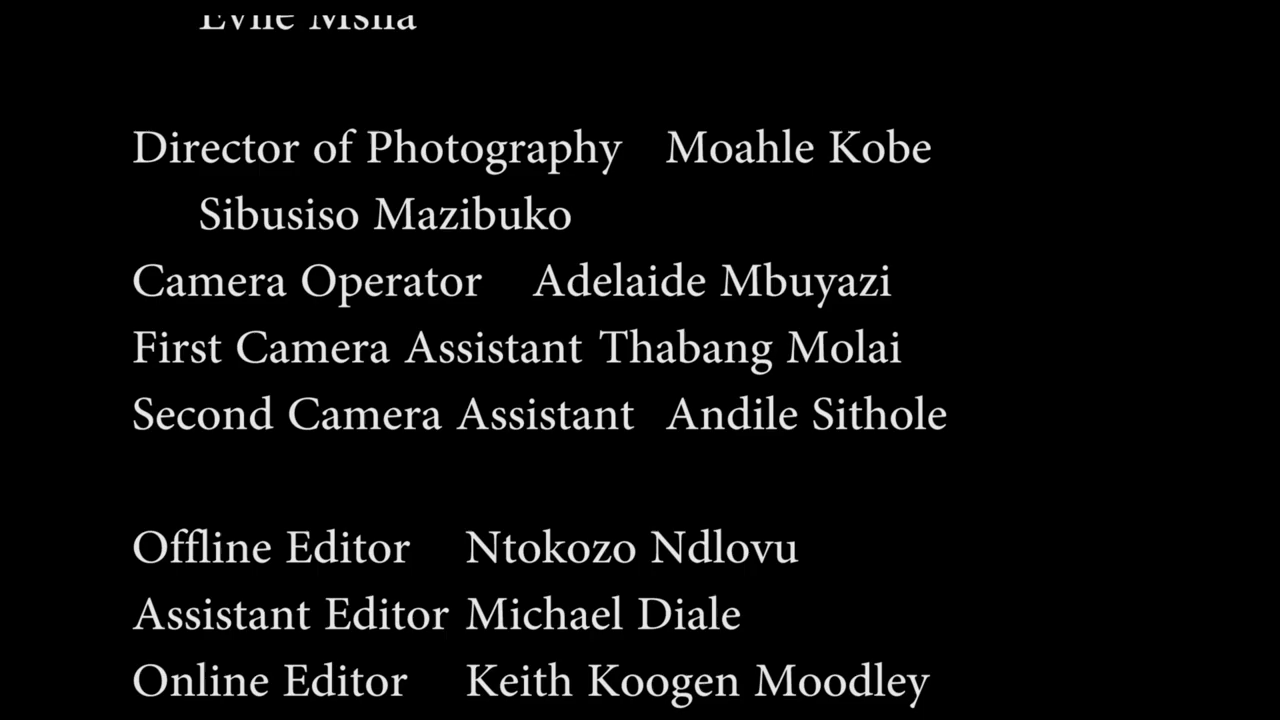 Director of Photography Moahle Kobe
Sibusiso Mazibuko
Camera Operator Adelaide Mbuyazi
First Camera Assistant Thabang Molai
Second Camera Assistant Andile Sithole
Offline Editor Ntokozo Ndlovu
Assistant Editor Michael Diale
Online Editor Keith Koogen Moodley